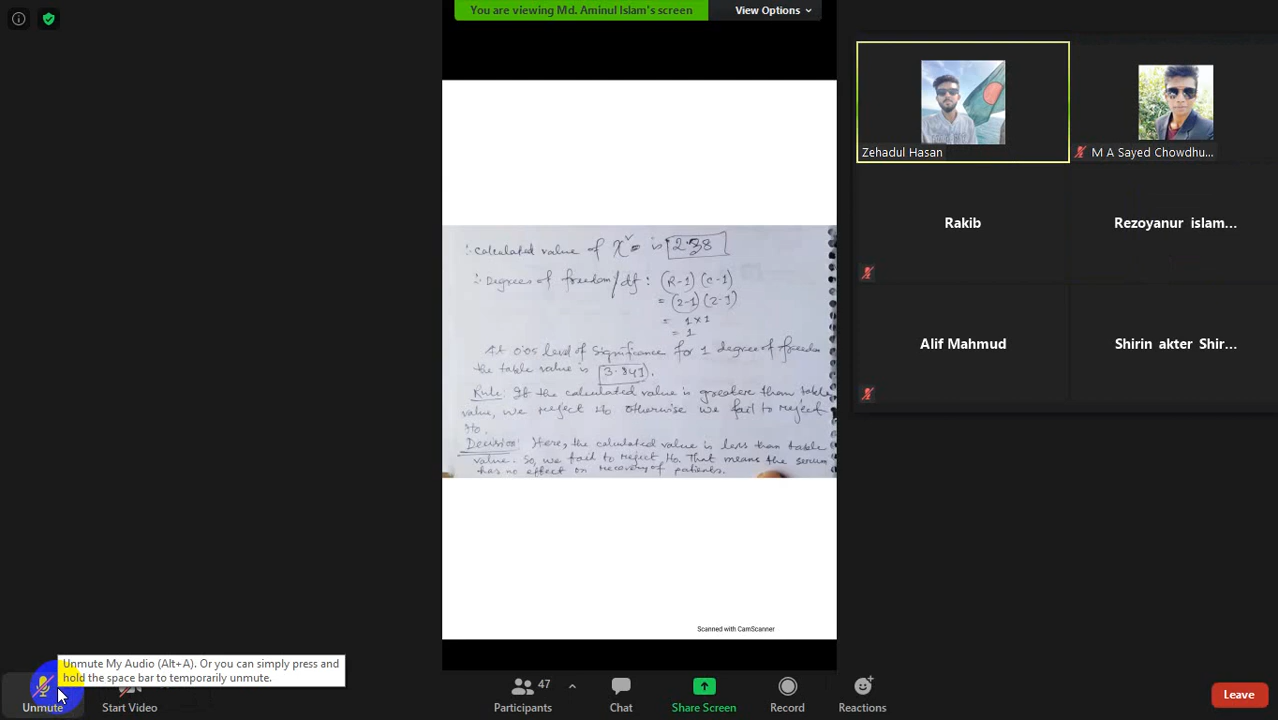 You are viewing Md. Aminul Islam's screen
View Options
Zehadul Hasan
M A Sayed Chowdhu...
Rakib
Rezoyanur islam...
Alif Mahmud
Shirin akter Shir...
∴ Calculated value of χ² is 2.38
∴ Degrees of freedom/df : (R-1) (C-1)
= (2-1) (2-1)
= 1×1
= 1
At 0.05 level of Significance for 1 degree of freedom
the table value is 3.841.
Rule: If the calculated value is greatere then table
value, we reject Ho otherwise we fail to reject
Ho.
Decision: Here, the calculated value is less than table
value. So, we fail to reject Ho. That means the serum
has no effect on recovery of patients.
Scanned with CamScanner
Unmute My Audio (Alt+A). Or you can simply press and
hold the space bar to temporarily unmute.
Unmute
Start Video
47
Participants
Chat
Share Screen
Record
Reactions
Leave